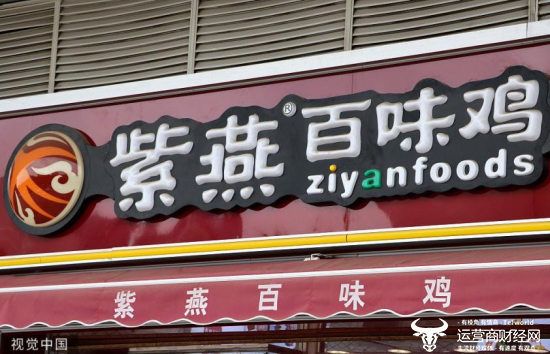 紫燕®百味鸡
ziyanfoods
紫燕百味鸡
视觉中国
运营商财经网